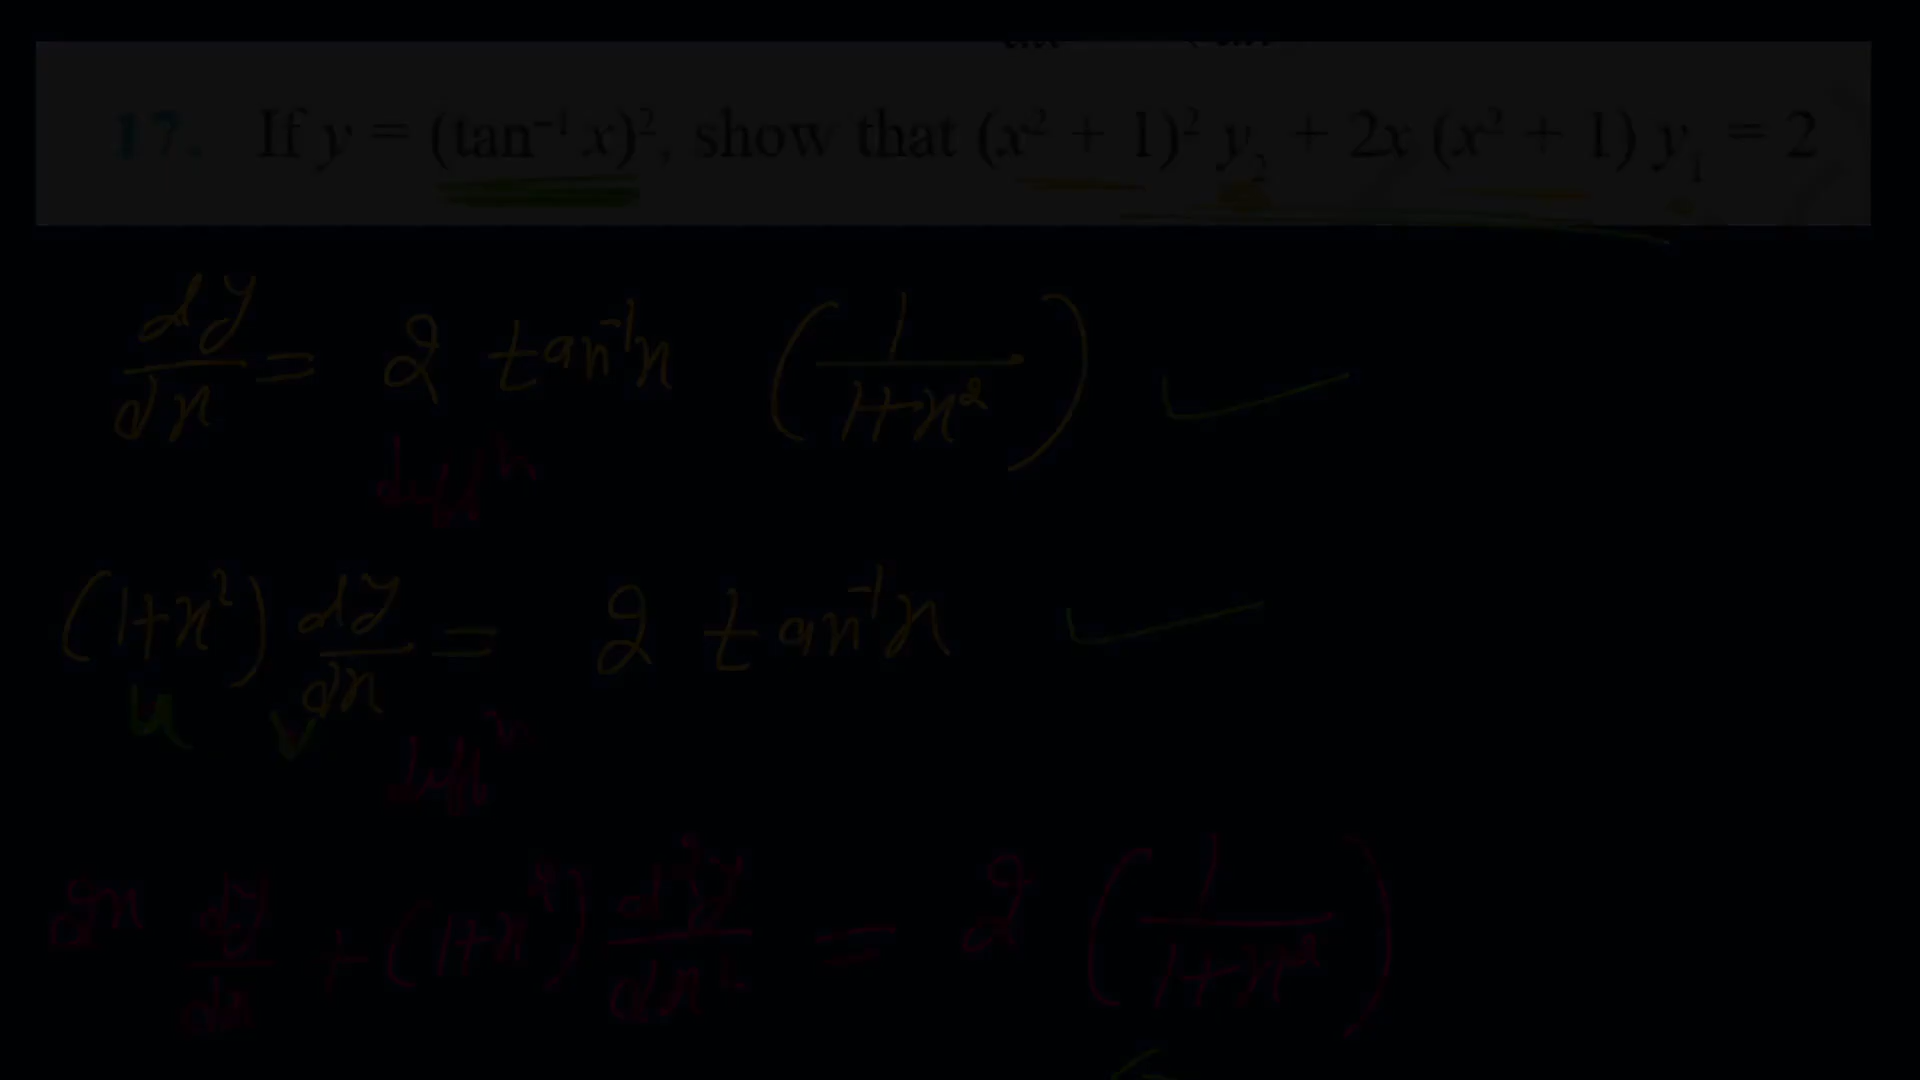 17. If y = (tan⁻¹ x)², show that (x² + 1)² y₂ + 2x (x² + 1) y₁ = 2
dy/dx = 2 tan⁻¹x (1/(1+x²))
diffⁿ
(1+x²) dy/dx = 2 tan⁻¹x
u v
diffⁿ
2x dy/dx + (1+x²) d²y/dx² = 2 (1/(1+x²))